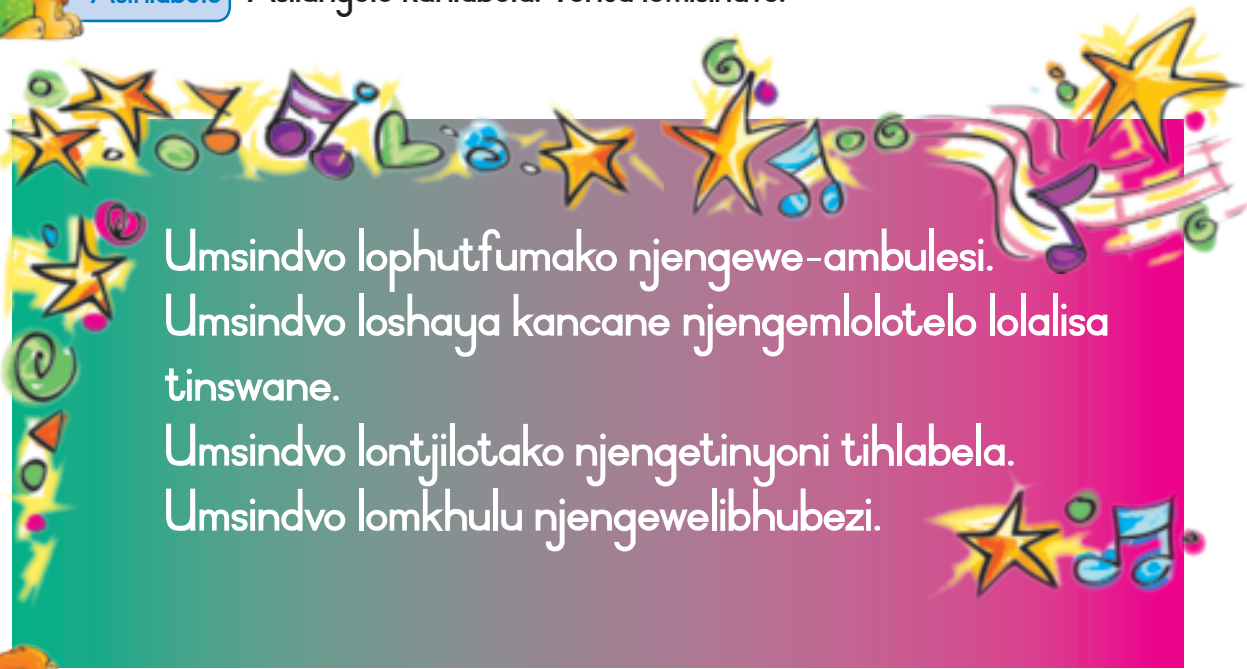 Umsindvo lophutfumako njengewe-ambulesi.
Umsindvo loshaya kancane njengemlolotelo lolalisa
tinswane.
Umsindvo lontjilotako njengetinyoni tihlabela.
Umsindvo lomkhulu njengewelibhubezi.